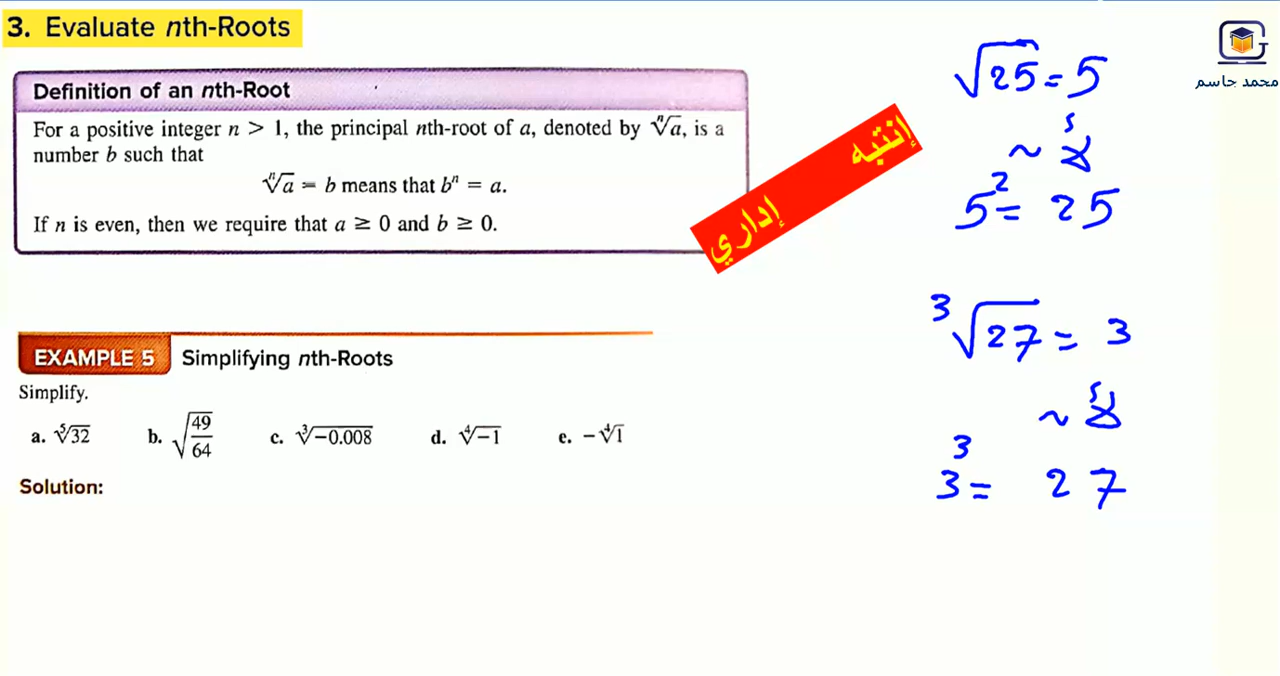 3. Evaluate nth-Roots
Definition of an nth-Root
For a positive integer n > 1, the principal nth-root of a, denoted by ⁿ√a, is a
number b such that
ⁿ√a = b means that bⁿ = a.
If n is even, then we require that a ≥ 0 and b ≥ 0.
إنتبه
إداري
EXAMPLE 5 Simplifying nth-Roots
Simplify.
a. ⁵√32 b. √(49/64) c. ³√−0.008 d. ⁴√−1 e. −⁴√1
Solution:
محمد جاسم
√25 = 5
5² = 25
³√27 = 3
3³ = 27